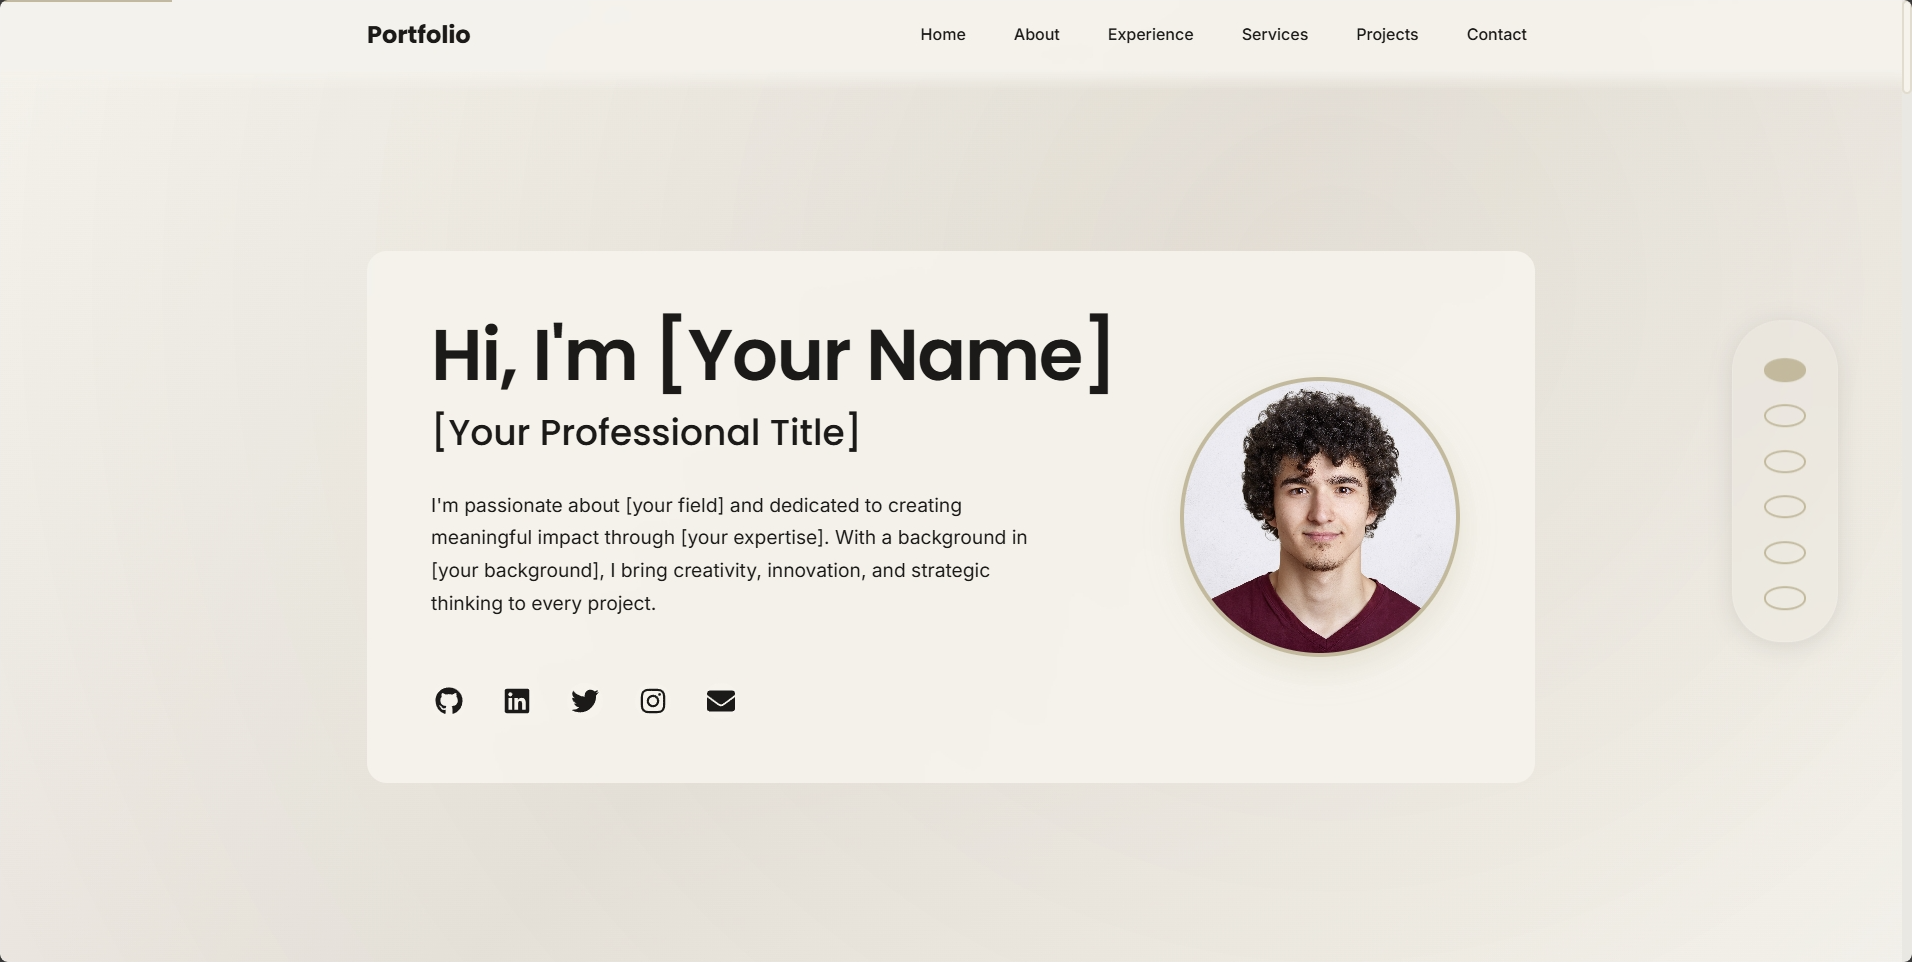 Portfolio
Home About Experience Services Projects Contact
Hi, I'm [Your Name]
[Your Professional Title]
I'm passionate about [your field] and dedicated to creating
meaningful impact through [your expertise]. With a background in
[your background], I bring creativity, innovation, and strategic
thinking to every project.